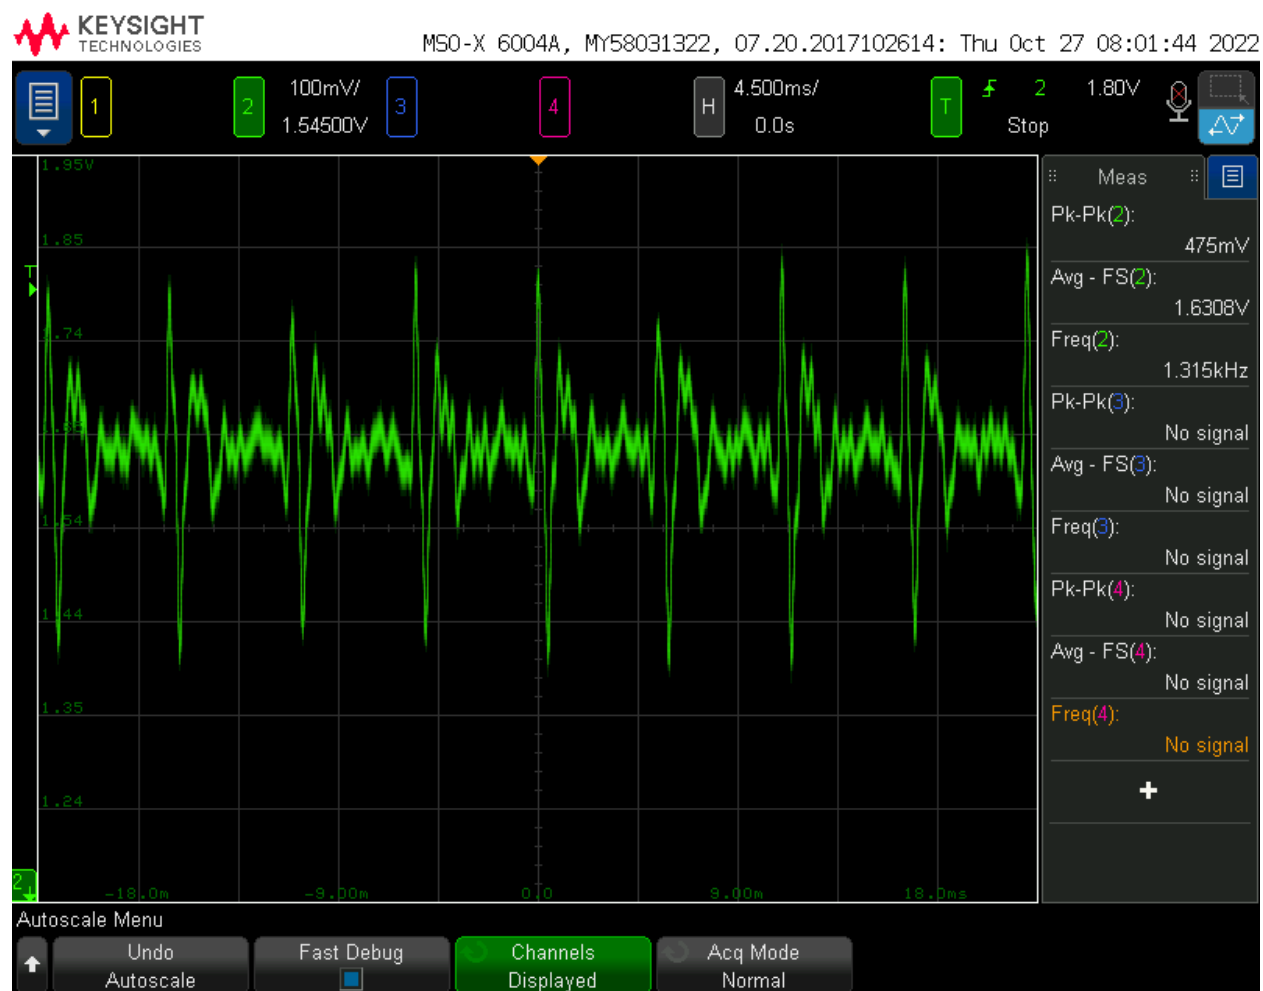 KEYSIGHT
TECHNOLOGIES
MSO-X 6004A, MY58031322, 07.20.2017102614: Thu Oct 27 08:01:44 2022
1
2
100mV/
1.54500V
3
4
H
4.500ms/
0.0s
T
2
1.80V
Stop
1.95V
1.85
1.74
1.54
1.44
1.35
1.24
T
2
-18.0m
-9.00m
0.0
9.00m
18.0ms
Meas
Pk-Pk(2):
475mV
Avg - FS(2):
1.6308V
Freq(2):
1.315kHz
Pk-Pk(3):
No signal
Avg - FS(3):
No signal
Freq(3):
No signal
Pk-Pk(4):
No signal
Avg - FS(4):
No signal
Freq(4):
No signal
Autoscale Menu
Undo
Autoscale
Fast Debug
Channels
Displayed
Acq Mode
Normal